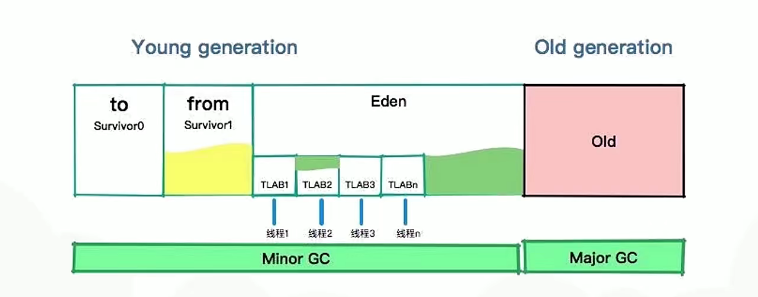 Young generation
Old generation
to
Survivor0
from
Survivor1
Eden
Old
TLAB1
TLAB2
TLAB3
TLABn
线程1
线程2
线程3
线程n
Minor GC
Major GC